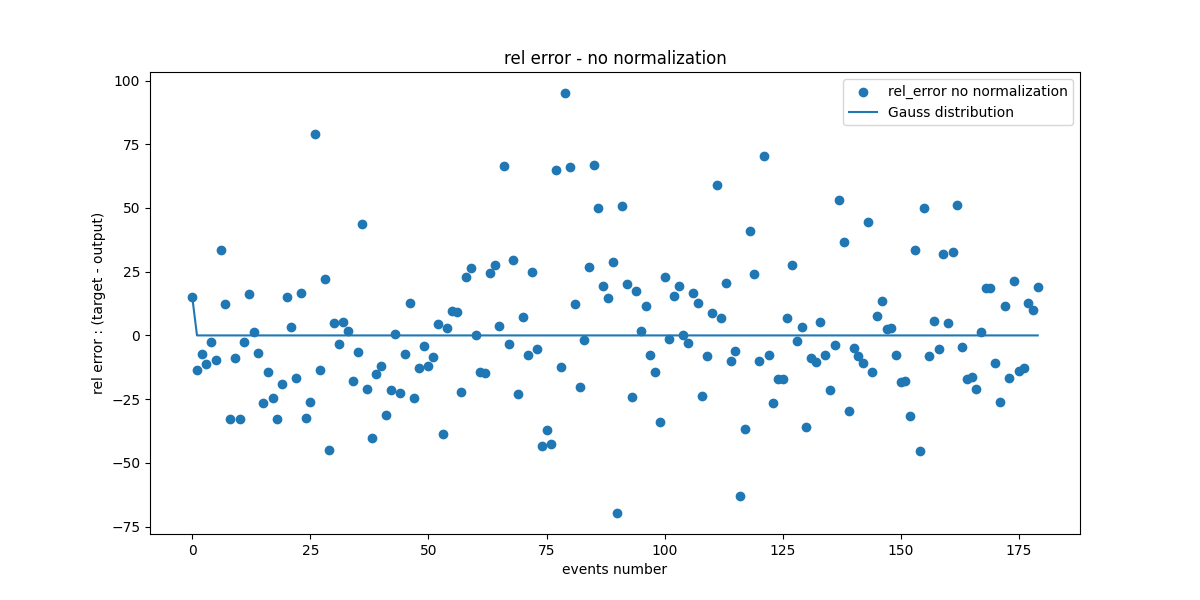 rel error - no normalization
rel_error no normalization
Gauss distribution
rel error : (target - output)
100
75
50
25
0
−25
−50
−75
0 25 50 75 100 125 150 175
events number